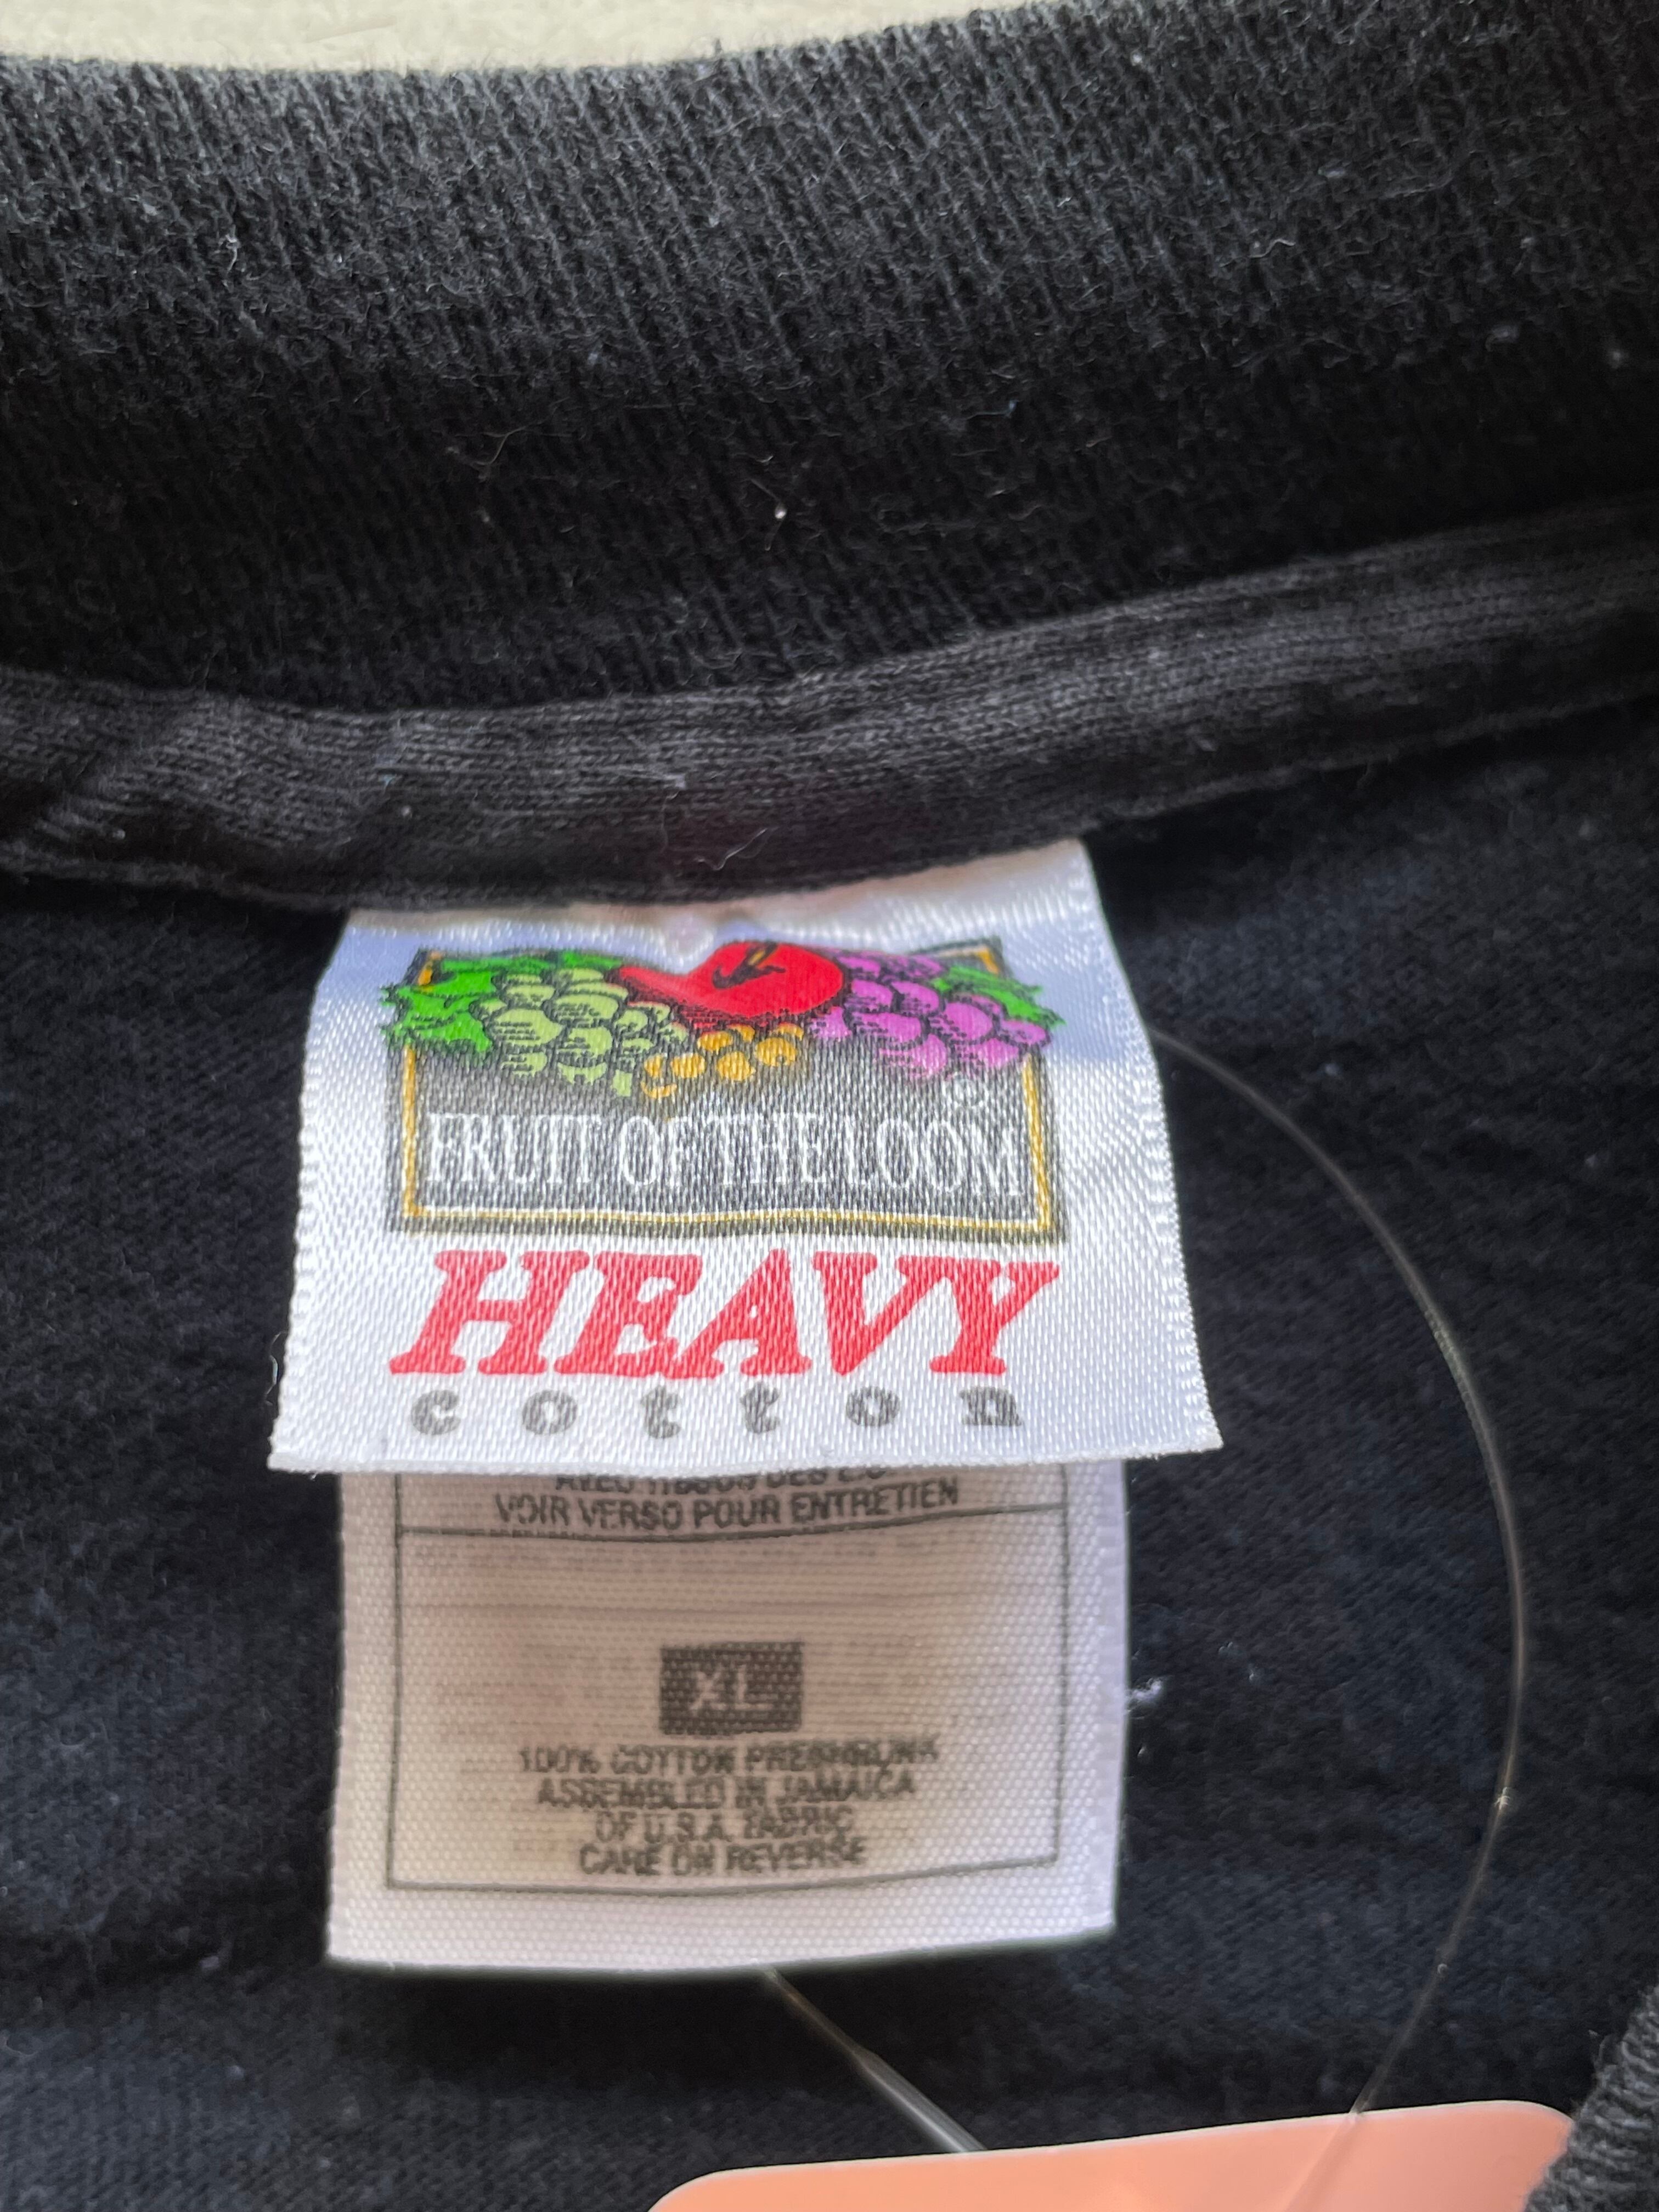 FRUIT OF THE LOOM ®
HEAVY
cotton
VOIR VERSO POUR ENTRETIEN
XL
100% COTTON PRESHRUNK
ASSEMBLED IN JAMAICA
OF U.S.A. FABRIC
CARE ON REVERSE